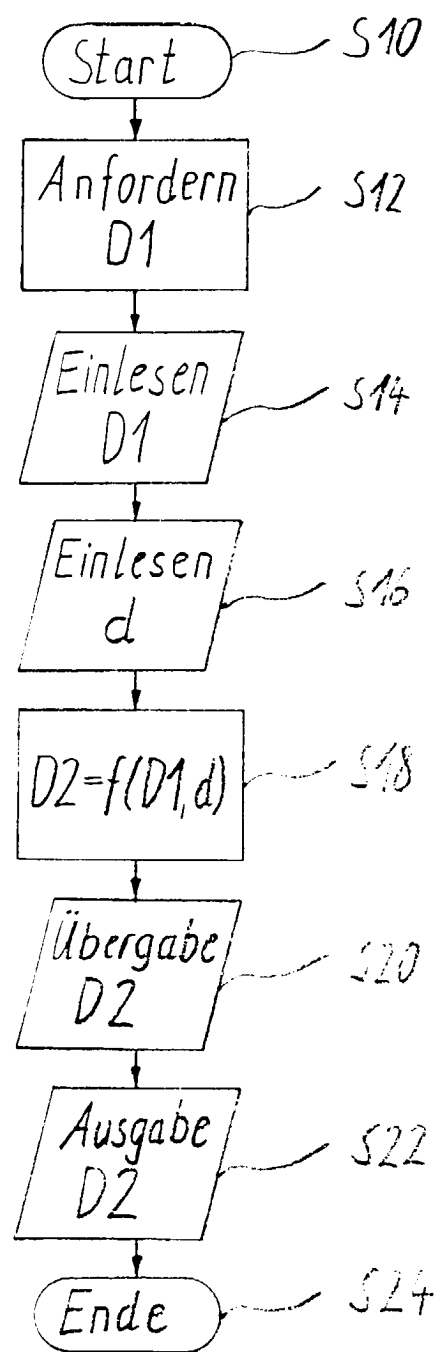 Start
S10
Anfordern
D1
S12
Einlesen
D1
S14
Einlesen
d
S16
D2=f(D1,d)
S18
Übergabe
D2
S20
Ausgabe
D2
S22
Ende
S24